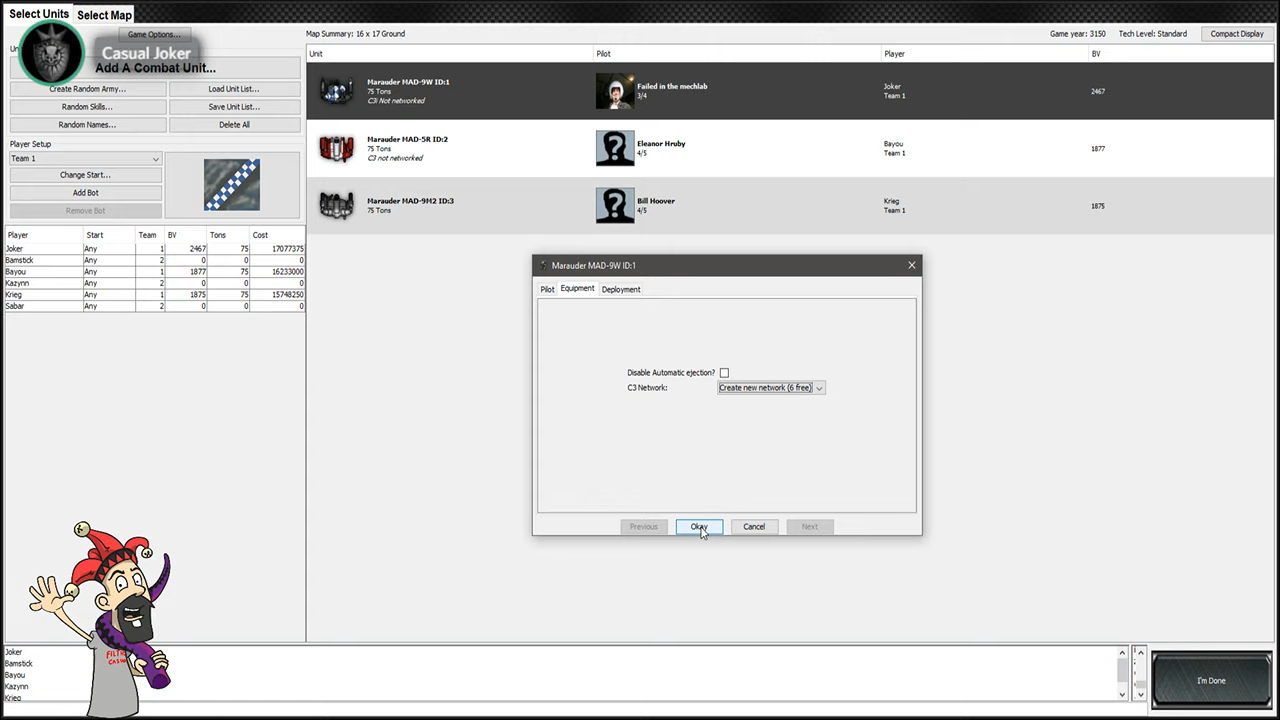 Select Units
Select Map
Game Options...
Map Summary: 16 x 17 Ground
Game year: 3150
Tech Level: Standard
Compact Display
Casual Joker
Un
Add A Combat Unit...
Create Random Army...
Load Unit List...
Random Skills...
Save Unit List...
Random Names...
Delete All
Player Setup
Team 1
Change Start...
Add Bot
Remove Bot
Player Start Team BV Tons Cost
Joker Any 1 2467 75 17077375
Bamstick Any 2 0 0 0
Bayou Any 1 1877 75 16233000
Kazynn Any 2 0 0 0
Krieg Any 1 1875 75 15748250
Sabar Any 2 0 0 0
Unit Pilot Player BV
Marauder MAD-9W ID:1
75 Tons
C3I Not networked
Failed in the mechlab
3/4
Joker
Team 1
2467
Marauder MAD-5R ID:2
75 Tons
C3 not networked
Eleanor Hruby
4/5
Bayou
Team 1
1877
Marauder MAD-9M2 ID:3
75 Tons
Bill Hoover
4/5
Krieg
Team 1
1875
Marauder MAD-9W ID:1
Pilot Equipment Deployment
Disable Automatic ejection?
C3 Network: Create new network (6 free)
Previous Okay Cancel Next
Joker
Bamstick
Bayou
Kazynn
Krieg
I'm Done